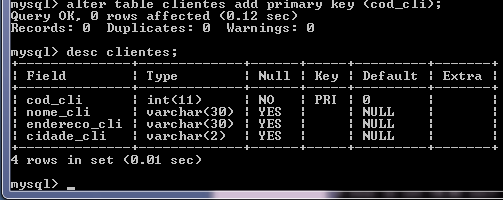 mysql> alter table clientes add primary key (cod_cli);
Query OK, 0 rows affected (0.12 sec)
Records: 0  Duplicates: 0  Warnings: 0
mysql> desc clientes;
+--------------+-------------+------+-----+---------+-------+
| Field        | Type        | Null | Key | Default | Extra |
+--------------+-------------+------+-----+---------+-------+
| cod_cli      | int(11)     | NO   | PRI | 0       |       |
| nome_cli     | varchar(30) | YES  |     | NULL    |       |
| endereco_cli | varchar(30) | YES  |     | NULL    |       |
| cidade_cli   | varchar(2)  | YES  |     | NULL    |       |
+--------------+-------------+------+-----+---------+-------+
4 rows in set (0.01 sec)
mysql> _